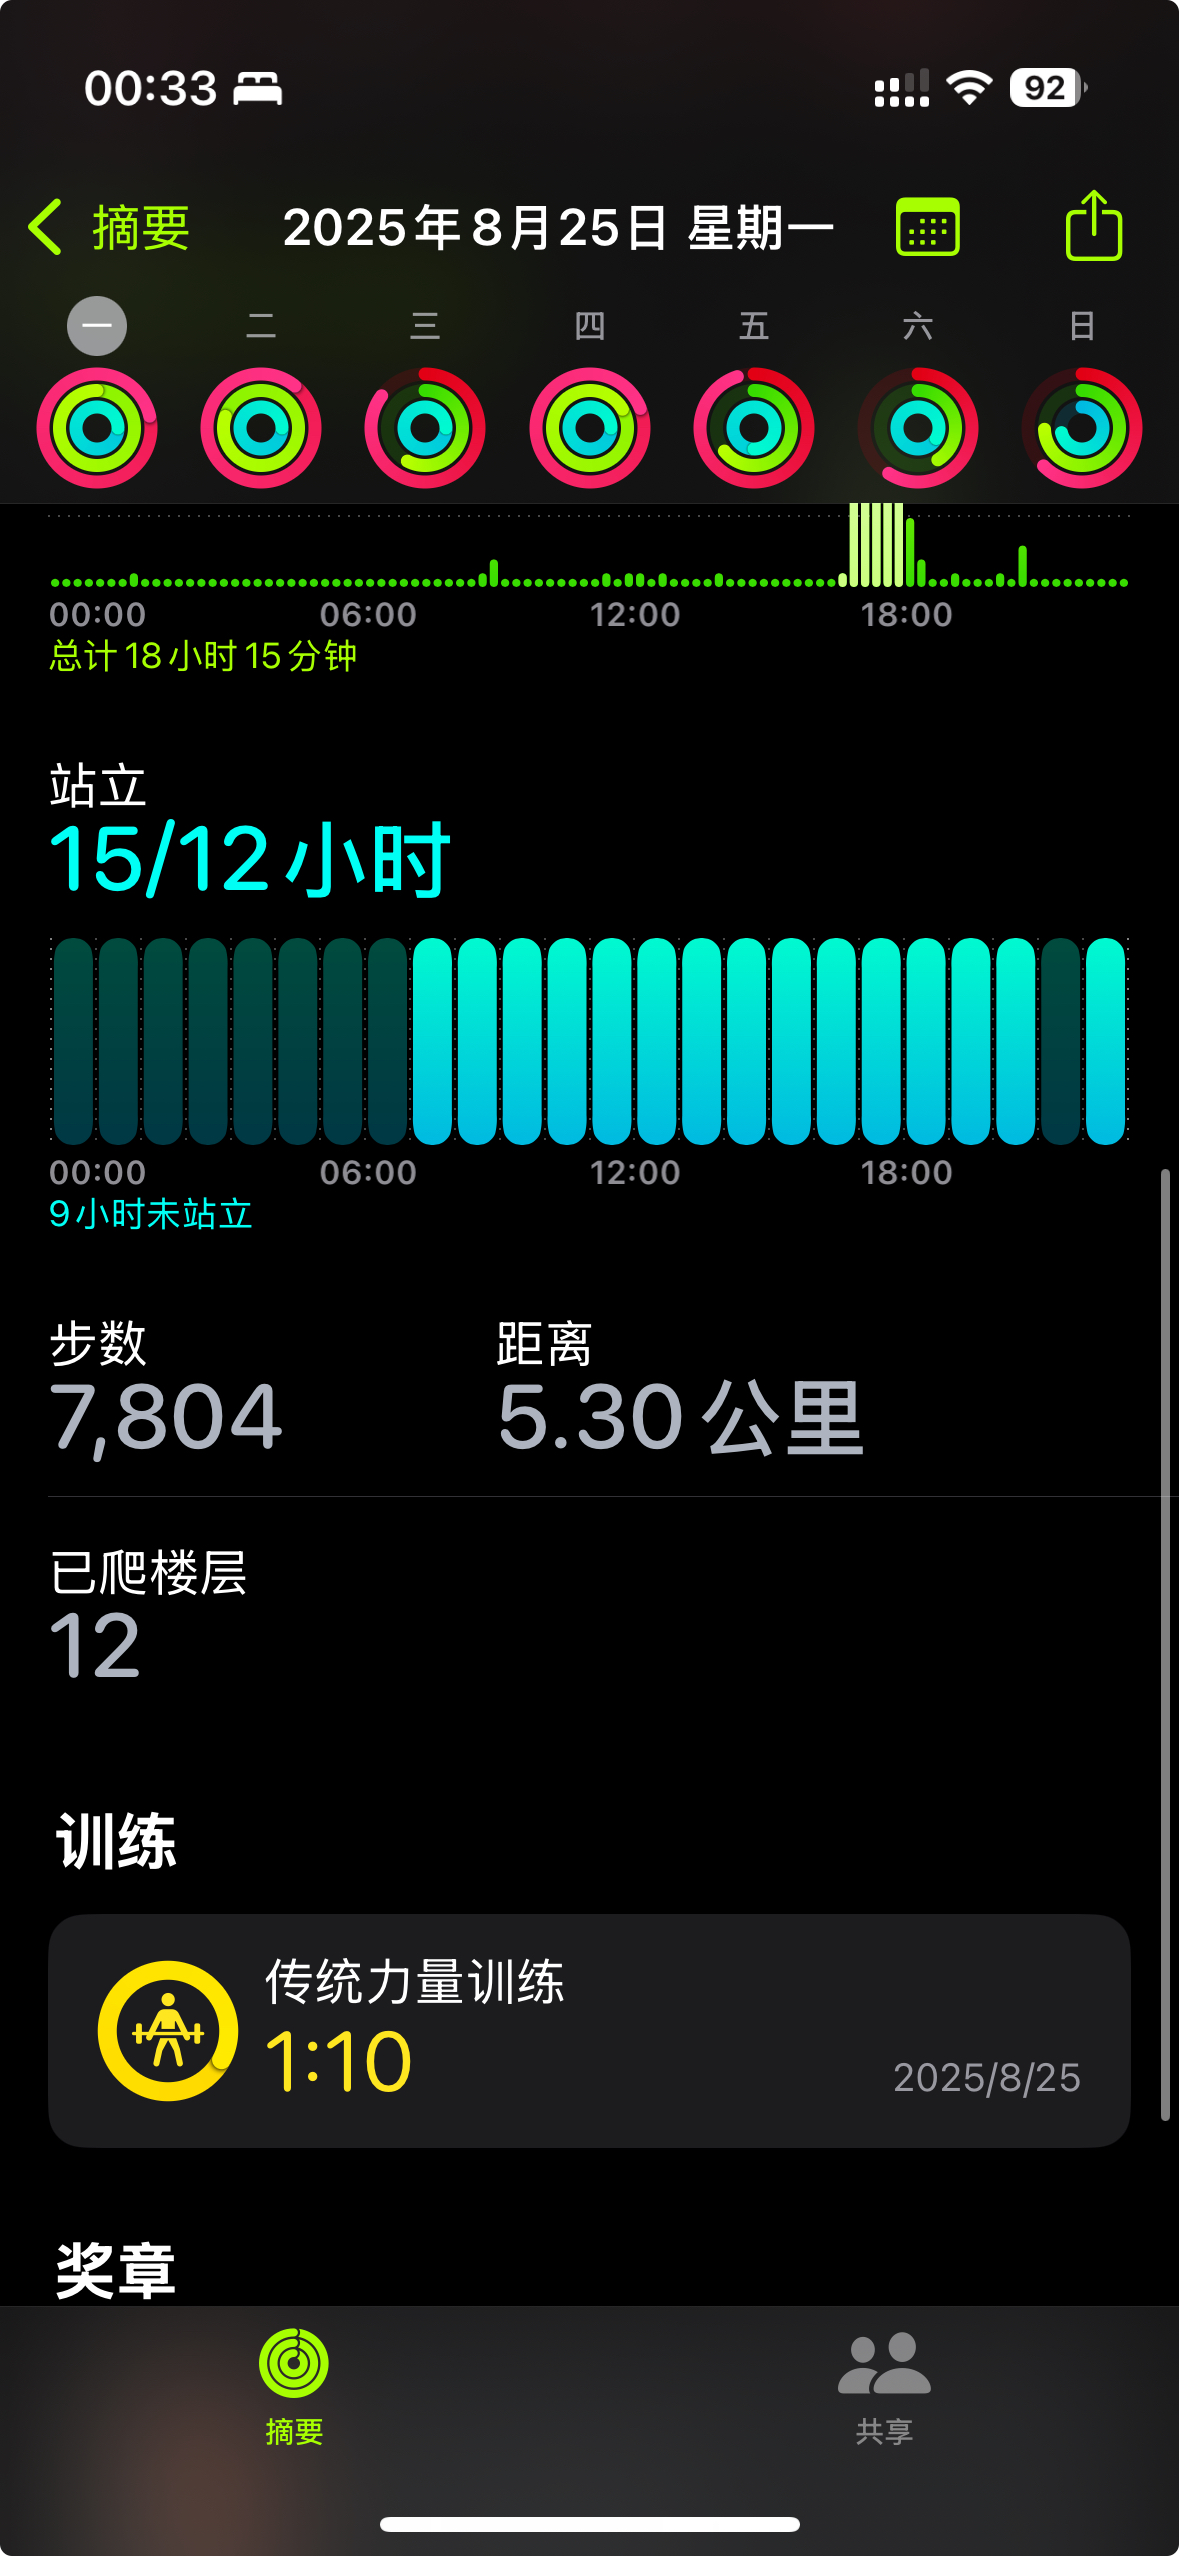 00:33
92
摘要
2025年8月25日 星期一
一 二 三 四 五 六 日
00:00 06:00 12:00 18:00
总计 18 小时 15 分钟
站立
15/12 小时
00:00 06:00 12:00 18:00
9 小时未站立
步数 距离
7,804 5.30 公里
已爬楼层
12
训练
传统力量训练
1:10
2025/8/25
奖章
摘要 共享